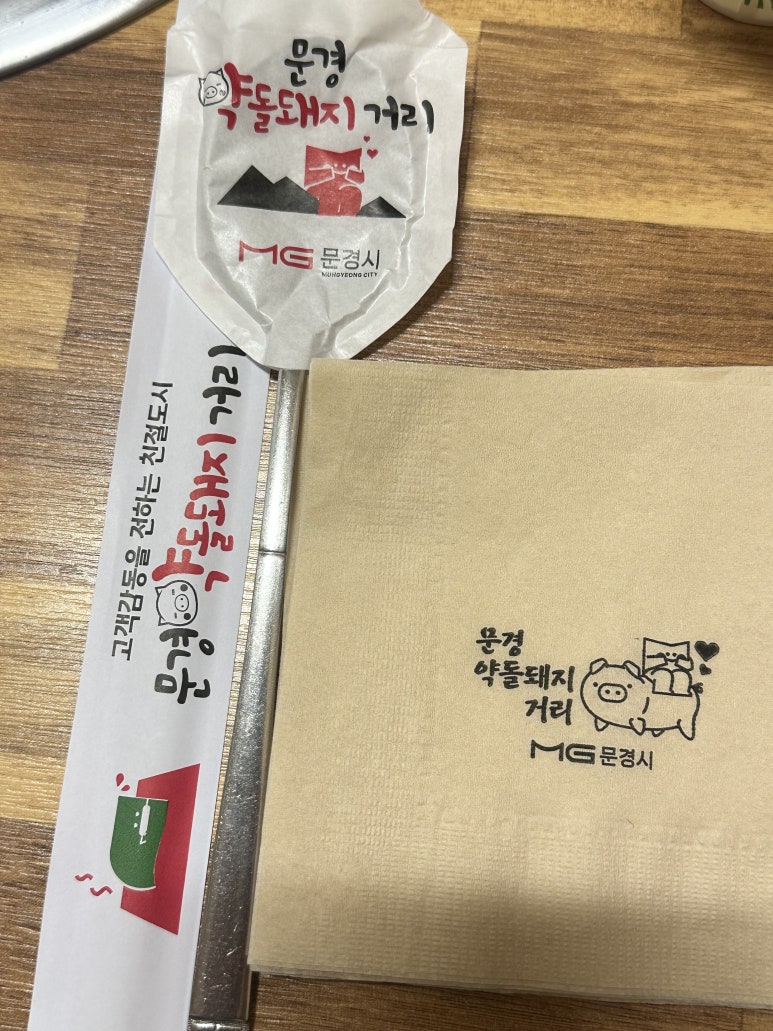 문경
약돌돼지 거리
MG 문경시
MUNGYEONG CITY
고객감동을 전하는 친절도시
문경 약돌돼지 거리
문경
약돌돼지
거리
MG 문경시